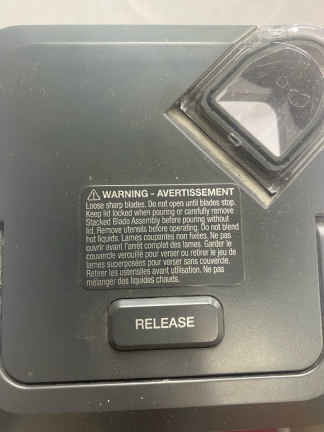 ⚠ WARNING - AVERTISSEMENT
Loose sharp blades. Do not open until blades stop.
Keep lid locked when pouring or carefully remove
Stacked Blade Assembly before pouring without
lid. Remove utensils before operating. Do not blend
hot liquids. Lames coupantes non fixées. Ne pas
ouvrir avant l'arret complet des lames. Garder le
couvercle verrouillé pour verser ou retirer le jeu de
lames superposées pour verser sans couvercle.
Retirer les ustensiles avant utilisation. Ne pas
mélanger des liquides chauds.
RELEASE